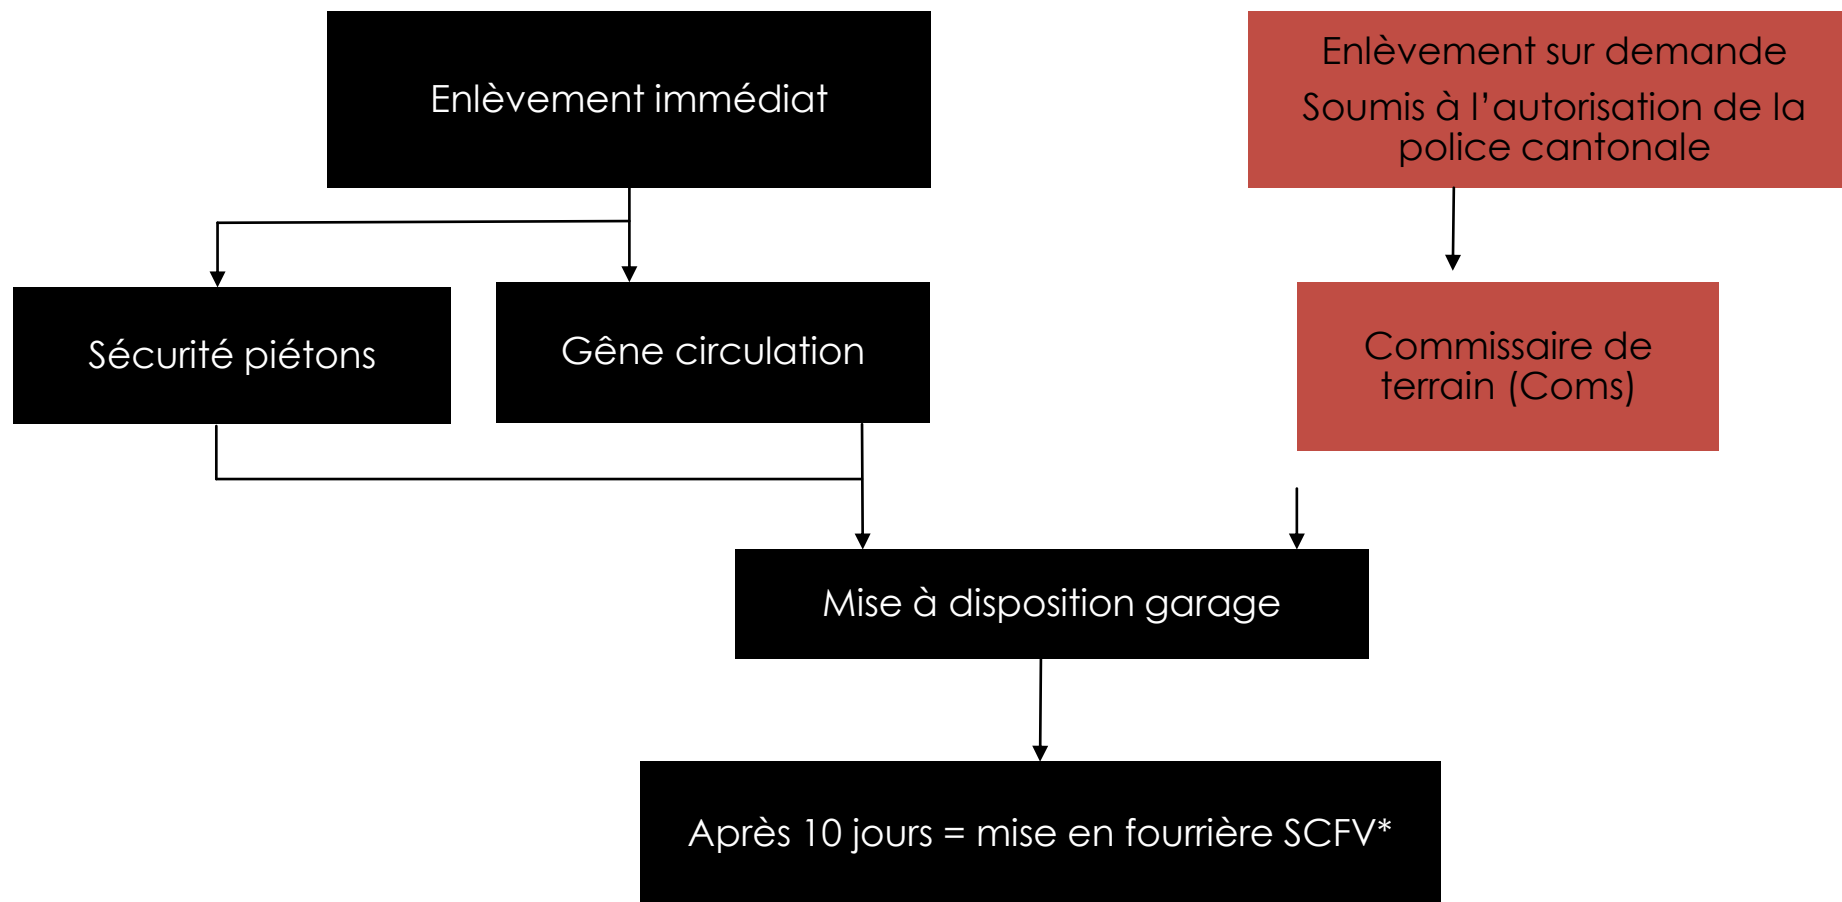 Enlèvement immédiat
Enlèvement sur demande
Soumis à l’autorisation de la
police cantonale
Sécurité piétons
Gêne circulation
Commissaire de
terrain (Coms)
Mise à disposition garage
Après 10 jours = mise en fourrière SCFV*